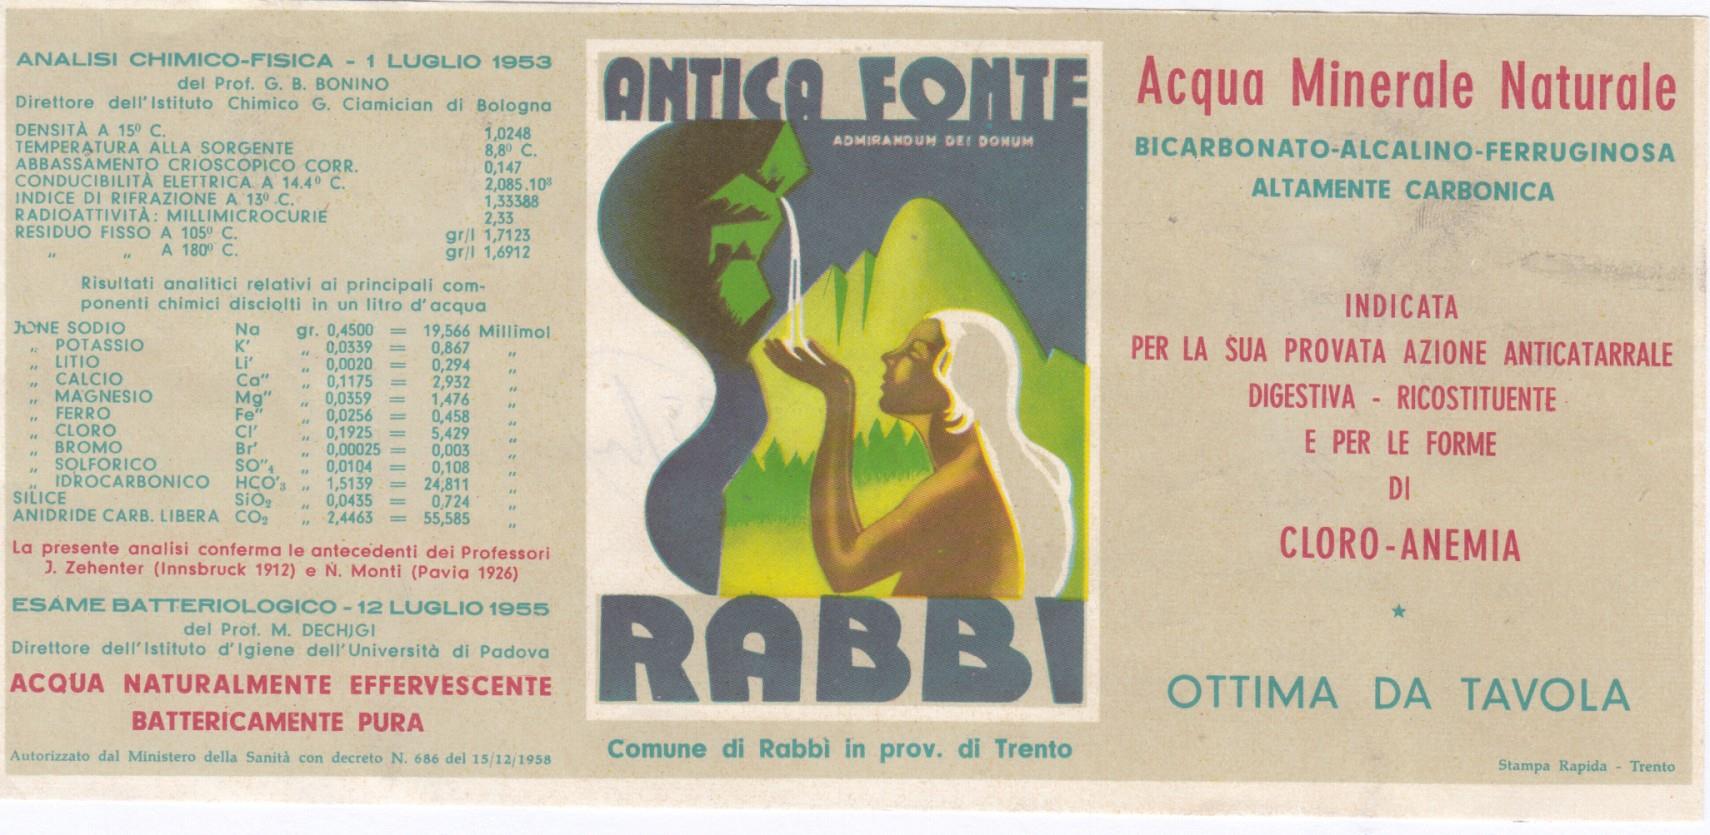 ANALISI CHIMICO-FISICA - 1 LUGLIO 1953
del Prof. G. B. BONINO
Direttore dell'Istituto Chimico G. Ciamician di Bologna
DENSITÀ A 15⁰ C. 1,0248
TEMPERATURA ALLA SORGENTE 8,8⁰ C.
ABBASSAMENTO CRIOSCOPICO CORR. 0,147
CONDUCIBILITÀ ELETTRICA A 14.4⁰ C. 2,085.10³
INDICE DI RIFRAZIONE A 13⁰ C. 1,33388
RADIOATTIVITÀ: MILLIMICROCURIE 2,33
RESIDUO FISSO A 105⁰ C. gr/l 1,7123
„ „ A 180⁰ C. gr/l 1,6912
Risultati analitici relativi ai principali com-
ponenti chimici disciolti in un litro d'acqua
JONE SODIO Na gr. 0,4500 = 19,566 Millimol
„ POTASSIO K' „ 0,0339 = 0,867 „
„ LITIO Li' „ 0,0020 = 0,294 „
„ CALCIO Ca" „ 0,1175 = 2,932 „
„ MAGNESIO Mg" „ 0,0359 = 1,476 „
„ FERRO Fe" „ 0,0256 = 0,458 „
„ CLORO Cl' „ 0,1925 = 5,429 „
„ BROMO Br' „ 0,00025 = 0,003 „
„ SOLFORICO SO"₄ „ 0,0104 = 0,108 „
„ IDROCARBONICO HCO'₃ „ 1,5139 = 24,811 „
SILICE SiO₂ „ 0,0435 = 0,724 „
ANIDRIDE CARB. LIBERA CO₂ „ 2,4463 = 55,585 „
La presente analisi conferma le antecedenti dei Professori
J. Zehenter (Innsbruck 1912) e N. Monti (Pavia 1926)
ESAME BATTERIOLOGICO - 12 LUGLIO 1955
del Prof. M. DECHIGI
Direttore dell'Istituto d'Igiene dell'Università di Padova
ACQUA NATURALMENTE EFFERVESCENTE
BATTERICAMENTE PURA
Autorizzato dal Ministero della Sanità con decreto N. 686 del 15/12/1958
ANTICA FONTE
ADMIRANDUM DEI DONUM
RABBI
Comune di Rabbì in prov. di Trento
Acqua Minerale Naturale
BICARBONATO-ALCALINO-FERRUGINOSA
ALTAMENTE CARBONICA
INDICATA
PER LA SUA PROVATA AZIONE ANTICATARRALE
DIGESTIVA - RICOSTITUENTE
E PER LE FORME
DI
CLORO-ANEMIA
OTTIMA DA TAVOLA
Stampa Rapida - Trento